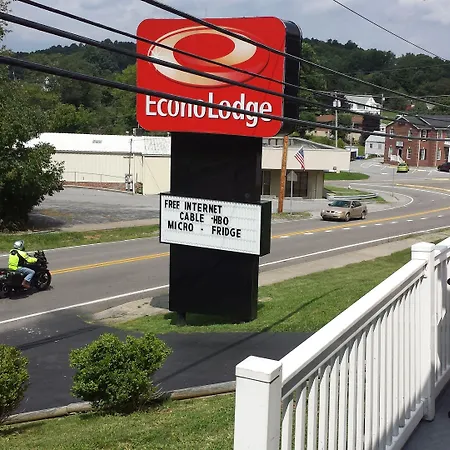 EconoLodge
FREE INTERNET
CABLE -HBO
MICRO - FRIDGE